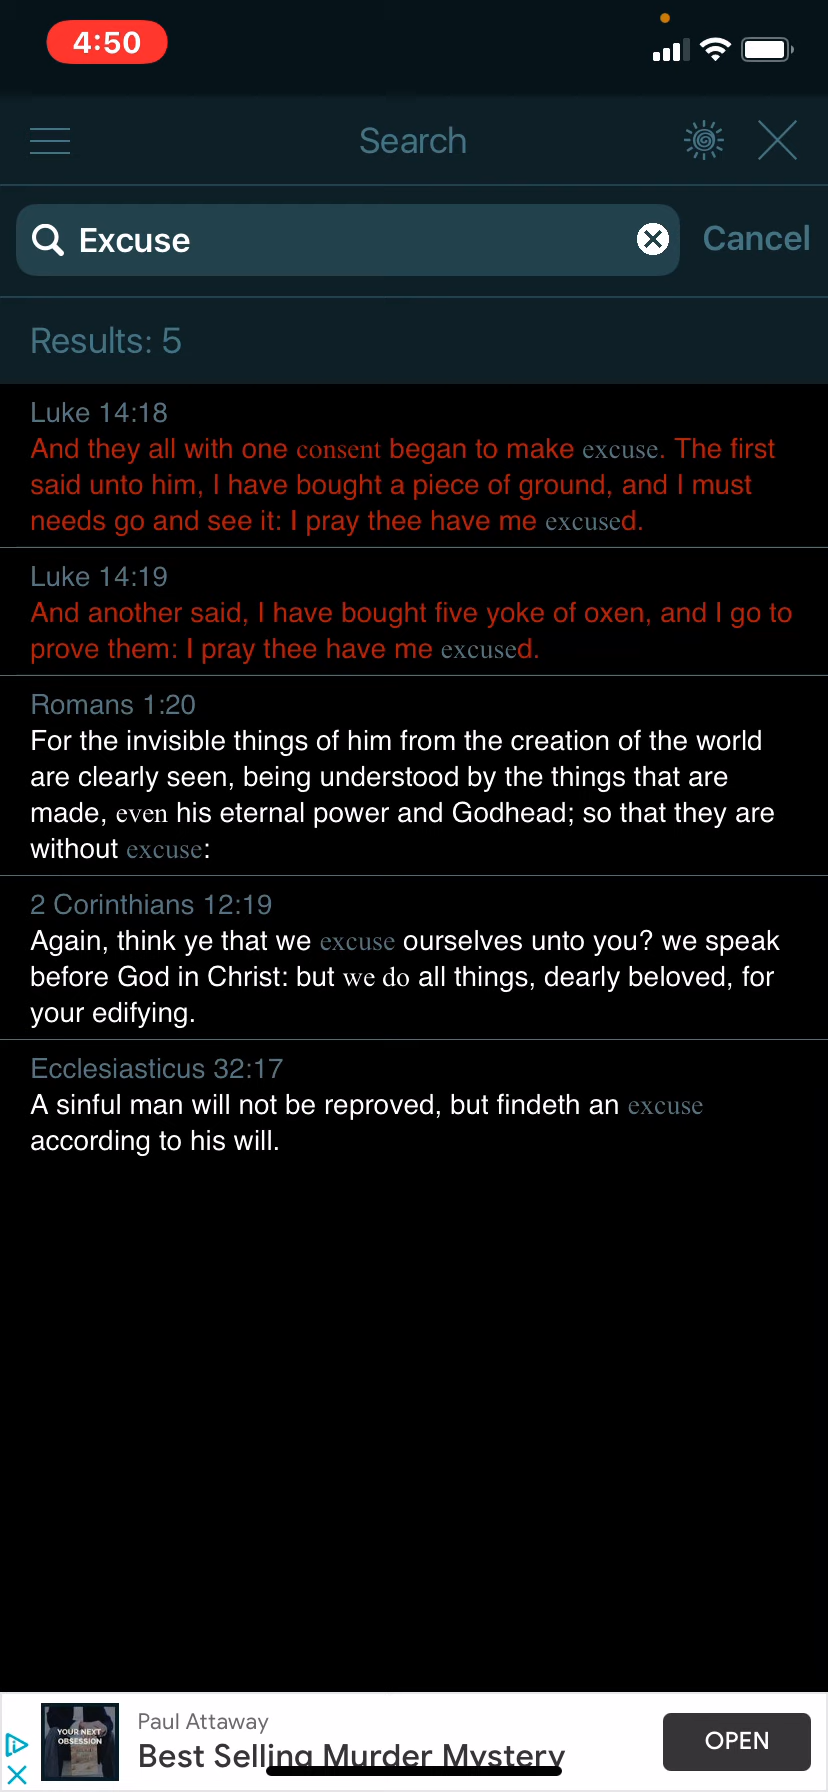 4:50
Search
Excuse
Cancel
Results: 5
Luke 14:18
And they all with one consent began to make excuse. The first
said unto him, I have bought a piece of ground, and I must
needs go and see it: I pray thee have me excused.
Luke 14:19
And another said, I have bought five yoke of oxen, and I go to
prove them: I pray thee have me excused.
Romans 1:20
For the invisible things of him from the creation of the world
are clearly seen, being understood by the things that are
made, even his eternal power and Godhead; so that they are
without excuse:
2 Corinthians 12:19
Again, think ye that we excuse ourselves unto you? we speak
before God in Christ: but we do all things, dearly beloved, for
your edifying.
Ecclesiasticus 32:17
A sinful man will not be reproved, but findeth an excuse
according to his will.
YOUR NEXT
OBSESSION
Paul Attaway
Best Selling Murder Mystery
OPEN